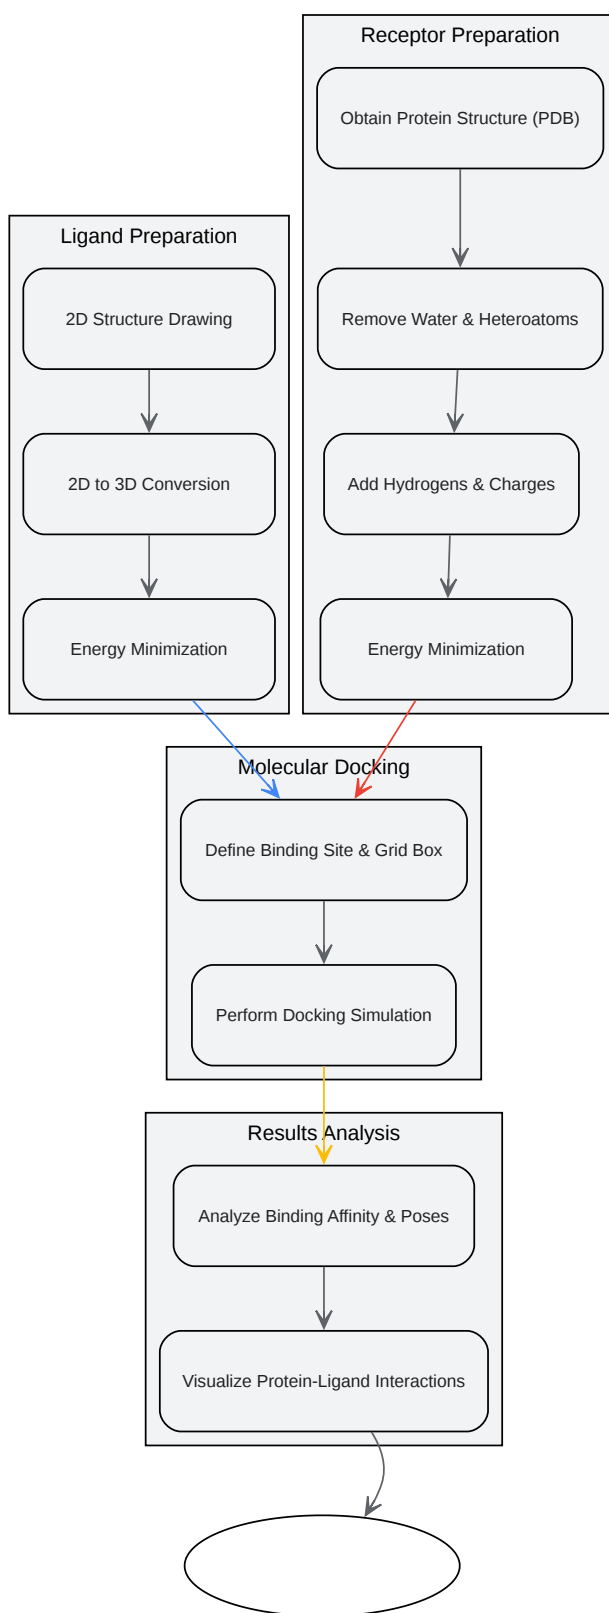 Receptor Preparation
Obtain Protein Structure (PDB)
Remove Water & Heteroatoms
Add Hydrogens & Charges
Energy Minimization
Ligand Preparation
2D Structure Drawing
2D to 3D Conversion
Energy Minimization
Molecular Docking
Define Binding Site & Grid Box
Perform Docking Simulation
Results Analysis
Analyze Binding Affinity & Poses
Visualize Protein-Ligand Interactions